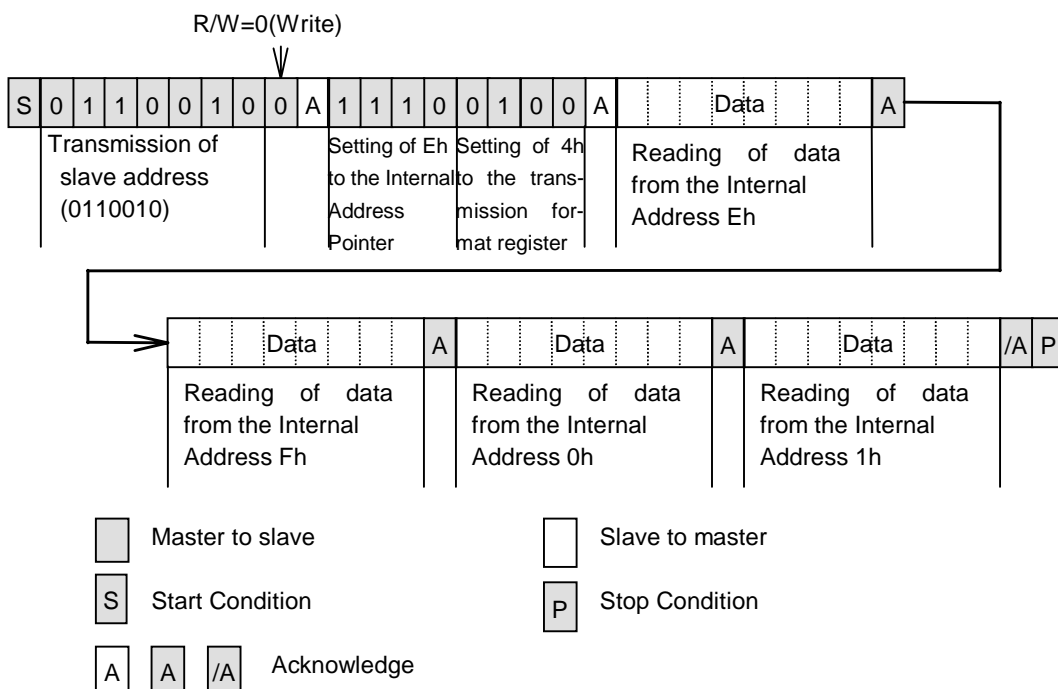 R/W=0(Write)
S 0 1 1 0 0 1 0 0 A 1 1 1 0 0 1 0 0 A Data A
Transmission of
slave address
(0110010)
Setting of Eh
to the Internal
Address
Pointer
Setting of 4h
to the trans-
mission for-
mat register
Reading of data
from the Internal
Address Eh
Data A Data A Data /A P
Reading of data
from the Internal
Address Fh
Reading of data
from the Internal
Address 0h
Reading of data
from the Internal
Address 1h
Master to slave
Slave to master
S Start Condition
P Stop Condition
A A /A Acknowledge